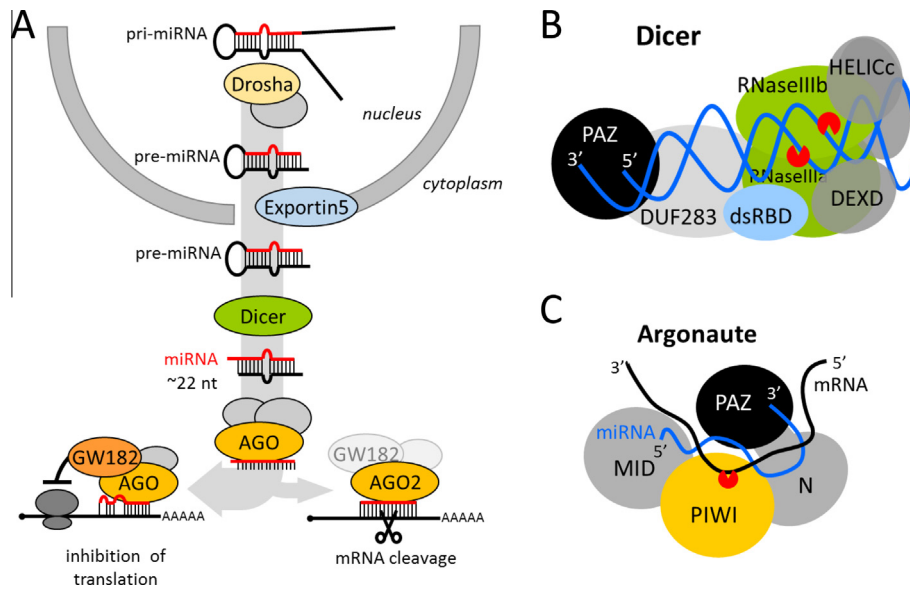 A
pri-miRNA
Drosha
nucleus
pre-miRNA
cytoplasm
Exportin5
pre-miRNA
Dicer
miRNA
~22 nt
AGO
GW182
AGO
AAAAA
inhibition of
translation
GW182
AGO2
AAAAA
mRNA cleavage
B
Dicer
HELICc
RNaseIIIb
PAZ
3’
5’
RNaseIIIa
DEXD
DUF283
dsRBD
C
Argonaute
3’
5’
mRNA
PAZ
3’
miRNA
5’
MID
N
PIWI